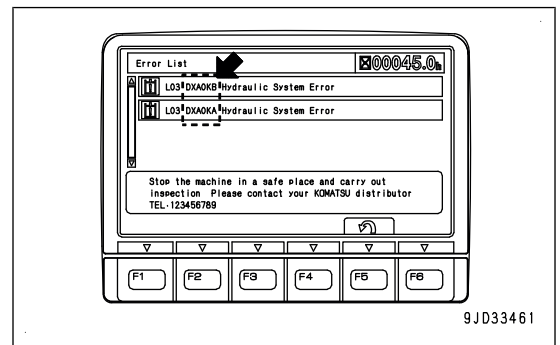 Error List 00045.0h
L03 DXA0KB Hydraulic System Error
L03 DXA0KA Hydraulic System Error
Stop the machine in a safe place and carry out
inspection Please contact your KOMATSU distributor
TEL·123456789
F1 F2 F3 F4 F5 F6
9JD33461